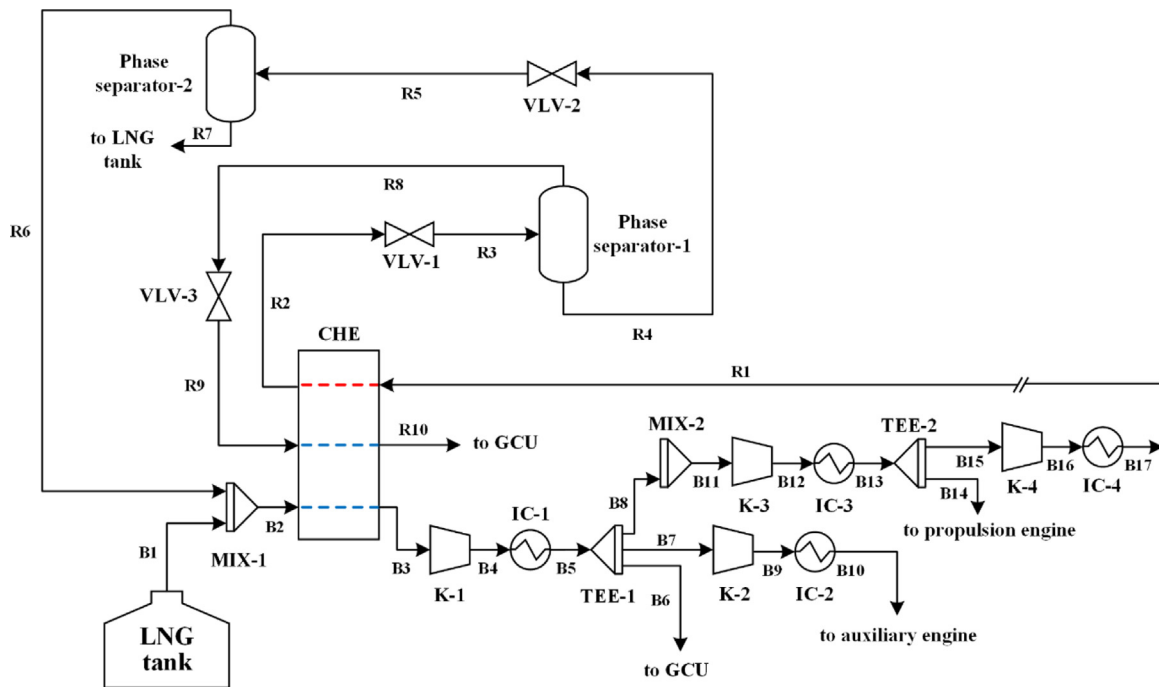 Phase
separator-2
R5
VLV-2
R7
to LNG
tank
R8
Phase
separator-1
R6
VLV-1
R3
VLV-3
R2
R4
CHE
R9
R1
R10
to GCU
MIX-2
TEE-2
B15
B16
B17
B11
B12
B13
B14
B8
K-3
IC-3
K-4
IC-4
to propulsion engine
B2
B1
MIX-1
IC-1
B7
B3
B4
B5
B9
B10
K-1
TEE-1
B6
K-2
IC-2
to auxiliary engine
LNG
tank
to GCU